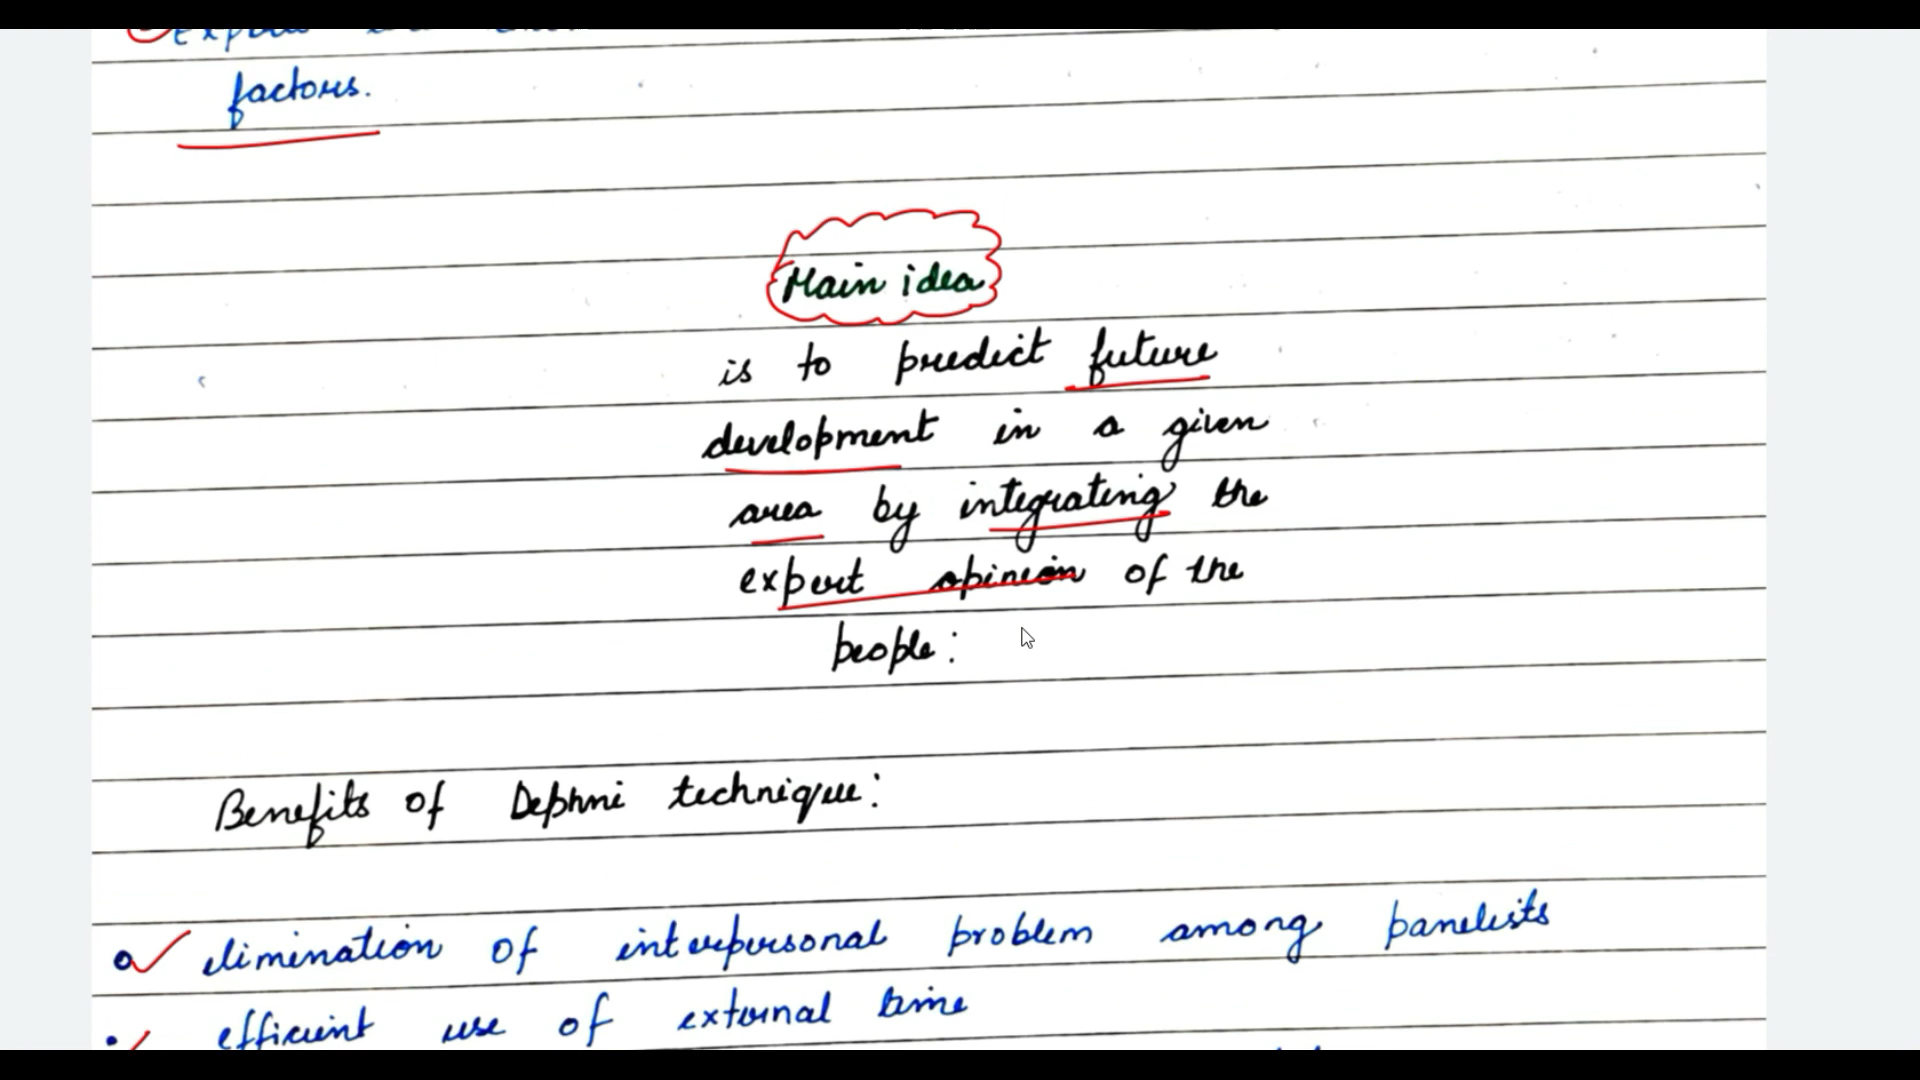 factors.
Main idea
is to predict future
development in a given
area by integrating the
expert opinion of the
people:
Benefits of Dephni technique:
elimination of interpersonal problem among panelists
efficient use of external time